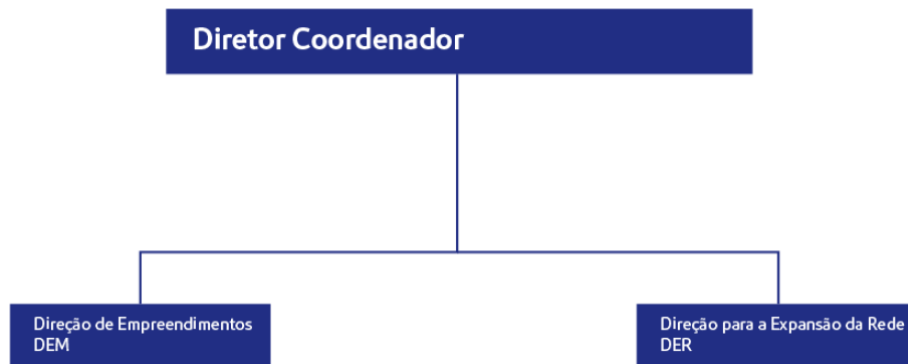 Diretor Coordenador
Direção de Empreendimentos
DEM
Direção para a Expansão da Rede
DER